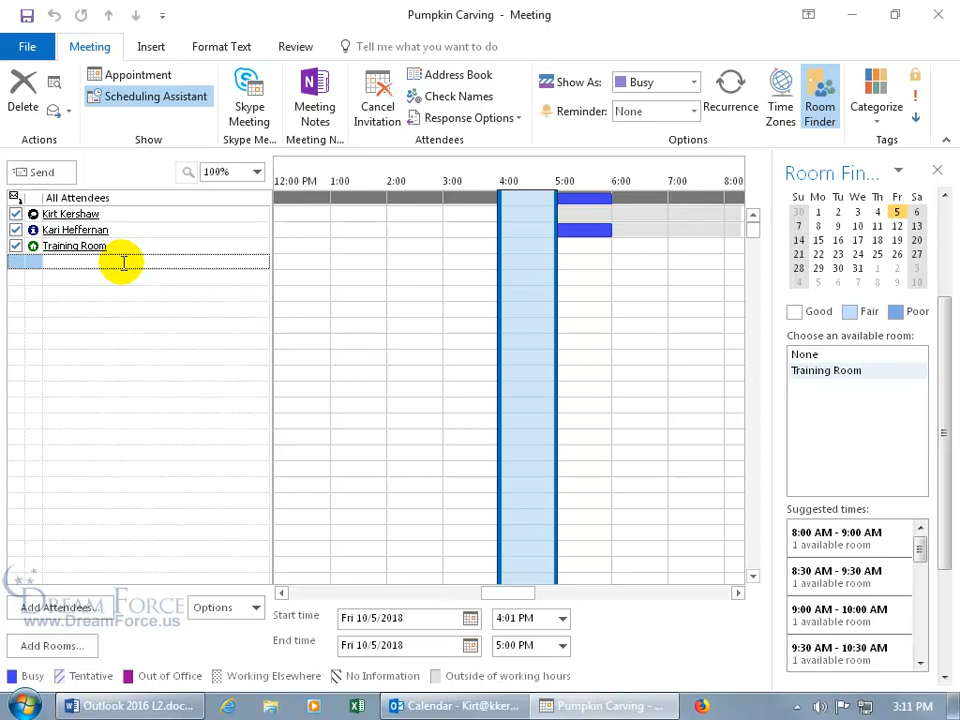 Pumpkin Carving - Meeting
File Meeting Insert Format Text Review Tell me what you want to do
Delete
Actions
Appointment
Scheduling Assistant
Show
Skype
Meeting
Skype Me...
Meeting
Notes
Meeting N...
Cancel
Invitation
Address Book
Check Names
Response Options
Attendees
Show As: Busy
Reminder: None
Recurrence
Time
Zones
Room
Finder
Options
Categorize
Tags
Send
100%
12:00 PM 1:00 2:00 3:00 4:00 5:00 6:00 7:00 8:00
All Attendees
Kirt Kershaw
Kari Heffernan
Training Room
Add Attendees...
Options
Add Rooms...
DREAM FORCE
www.DreamForce.us
Start time Fri 10/5/2018 4:01 PM
End time Fri 10/5/2018 5:00 PM
Busy Tentative Out of Office Working Elsewhere No Information Outside of working hours
Room Fin...
Su Mo Tu We Th Fr Sa
30 1 2 3 4 5 6
7 8 9 10 11 12 13
14 15 16 17 18 19 20
21 22 23 24 25 26 27
28 29 30 31 1 2 3
4 5 6 7 8 9 10
Good Fair Poor
Choose an available room:
None
Training Room
Suggested times:
8:00 AM - 9:00 AM
1 available room
8:30 AM - 9:30 AM
1 available room
9:00 AM - 10:00 AM
1 available room
9:30 AM - 10:30 AM
1 available room
Outlook 2016 L2.doc...
Calendar - Kirt@kker...
Pumpkin Carving - ...
3:11 PM